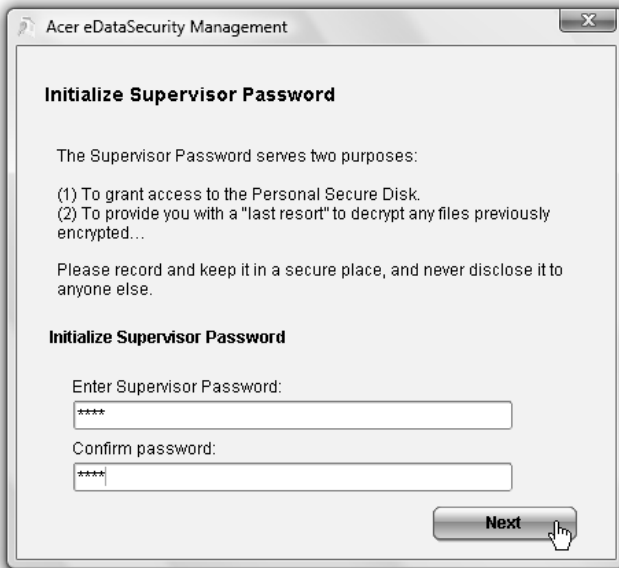 Acer eDataSecurity Management
X
Initialize Supervisor Password
The Supervisor Password serves two purposes:
(1) To grant access to the Personal Secure Disk.
(2) To provide you with a "last resort" to decrypt any files previously
encrypted...
Please record and keep it in a secure place, and never disclose it to
anyone else.
Initialize Supervisor Password
Enter Supervisor Password:
****
Confirm password:
****
Next